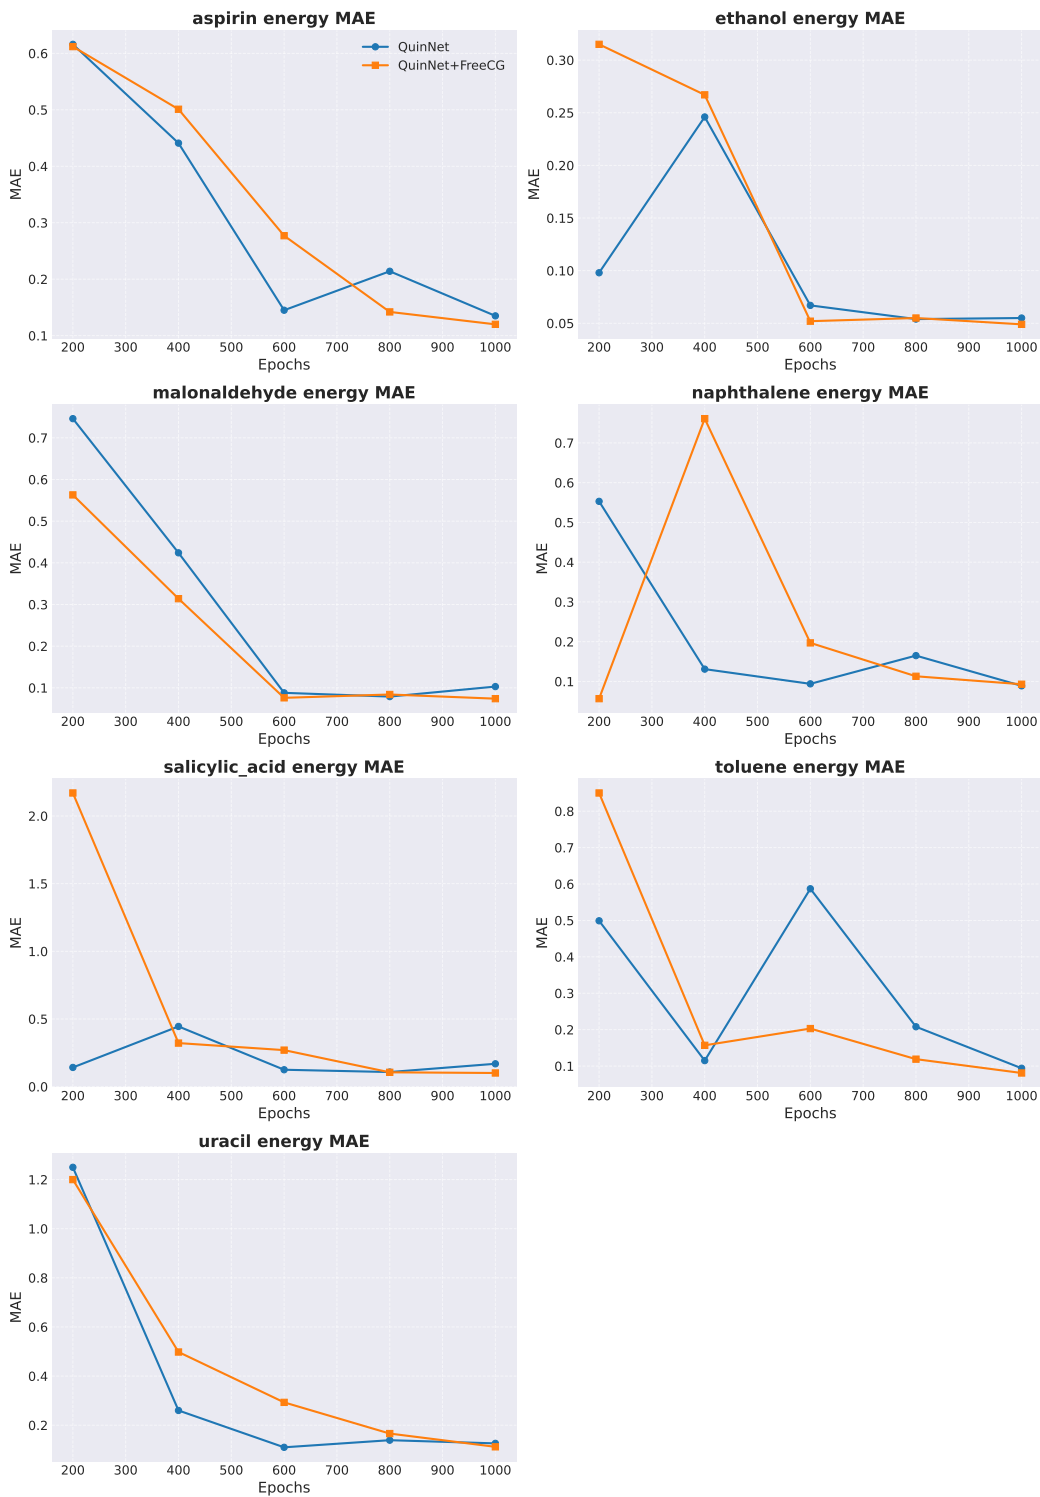 aspirin energy MAE
QuinNet
QuinNet+FreeCG
0.6
0.5
0.4
0.3
0.2
0.1
MAE
200 300 400 500 600 700 800 900 1000
Epochs
ethanol energy MAE
0.30
0.25
0.20
0.15
0.10
0.05
MAE
200 300 400 500 600 700 800 900 1000
Epochs
malonaldehyde energy MAE
0.7
0.6
0.5
0.4
0.3
0.2
0.1
MAE
200 300 400 500 600 700 800 900 1000
Epochs
naphthalene energy MAE
0.7
0.6
0.5
0.4
0.3
0.2
0.1
MAE
200 300 400 500 600 700 800 900 1000
Epochs
salicylic_acid energy MAE
2.0
1.5
1.0
0.5
0.0
MAE
200 300 400 500 600 700 800 900 1000
Epochs
toluene energy MAE
0.8
0.7
0.6
0.5
0.4
0.3
0.2
0.1
MAE
200 300 400 500 600 700 800 900 1000
Epochs
uracil energy MAE
1.2
1.0
0.8
0.6
0.4
0.2
MAE
200 300 400 500 600 700 800 900 1000
Epochs